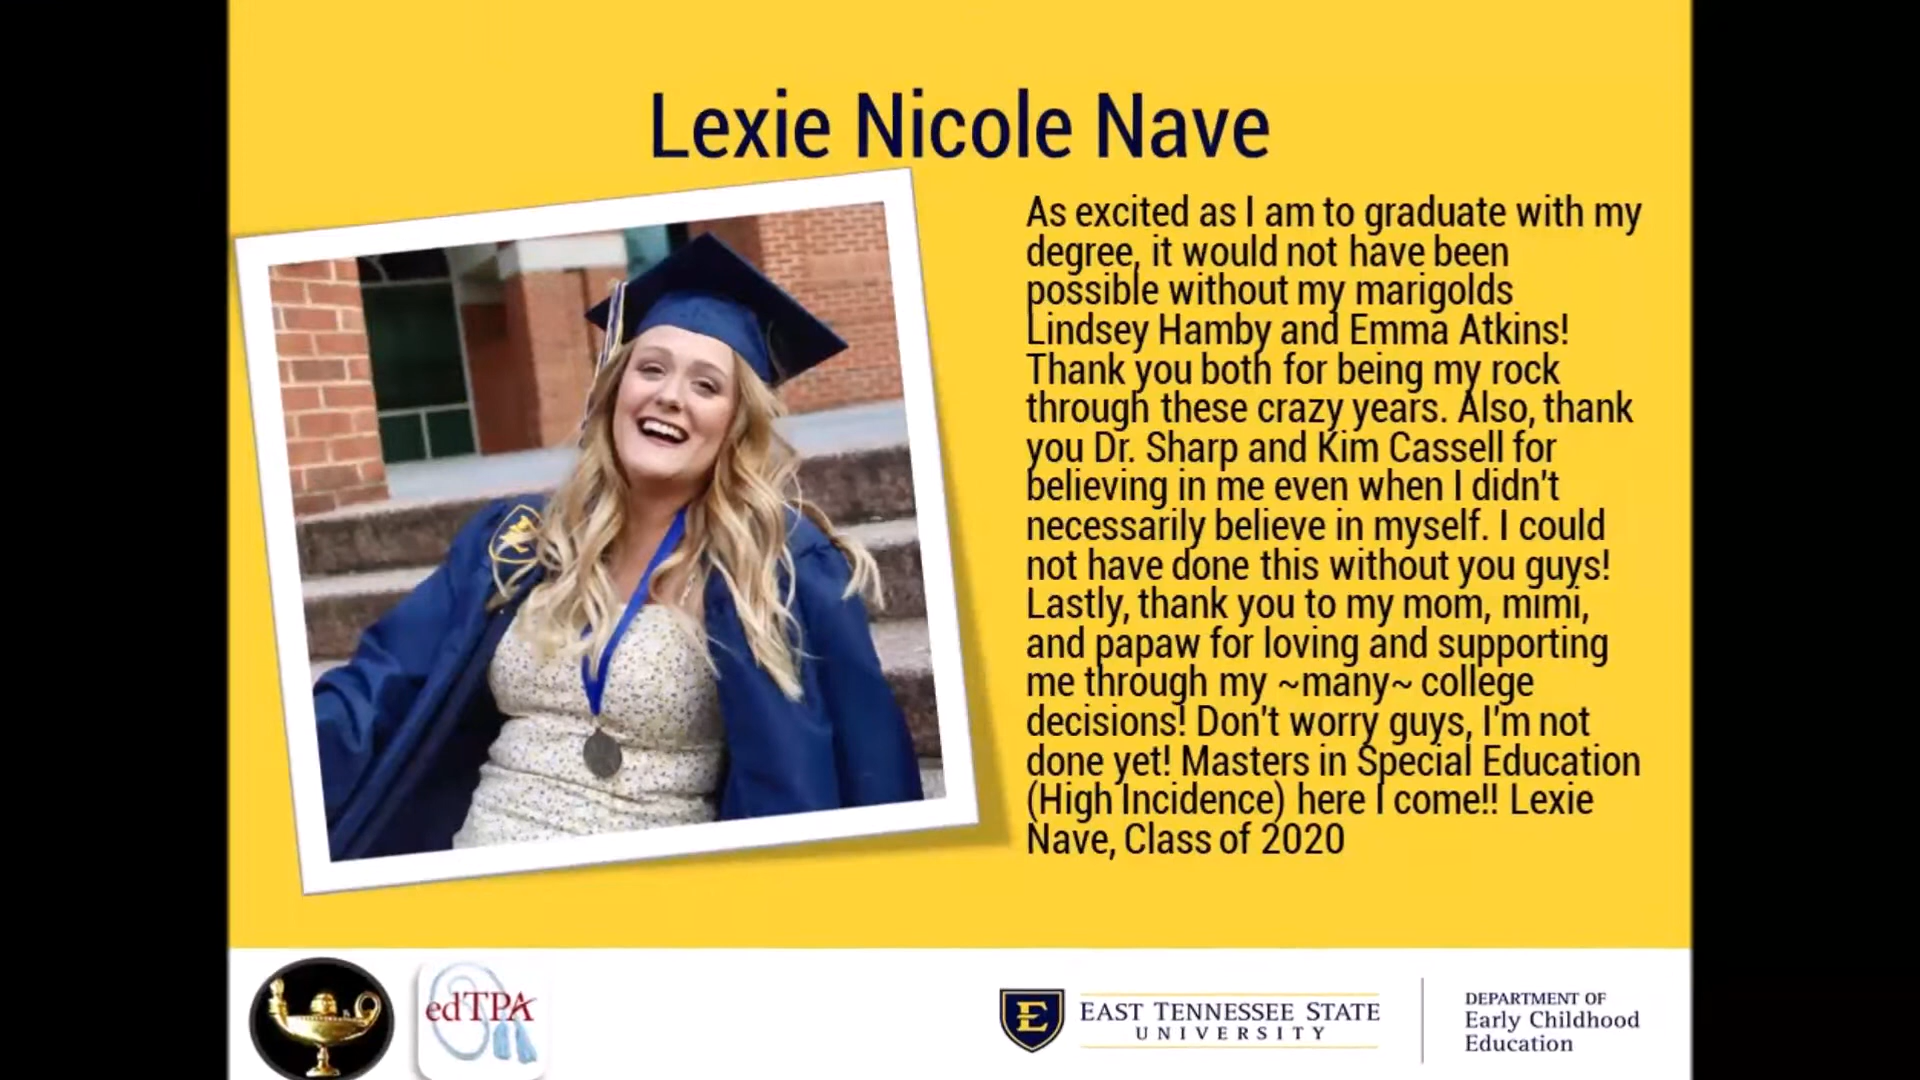 Lexie Nicole Nave
As excited as I am to graduate with my
degree, it would not have been
possible without my marigolds
Lindsey Hamby and Emma Atkins!
Thank you both for being my rock
through these crazy years. Also, thank
you Dr. Sharp and Kim Cassell for
believing in me even when I didn't
necessarily believe in myself. I could
not have done this without you guys!
Lastly, thank you to my mom, mimi,
and papaw for loving and supporting
me through my ~many~ college
decisions! Don't worry guys, I'm not
done yet! Masters in Special Education
(High Incidence) here I come!! Lexie
Nave, Class of 2020
edTPA
E
EAST TENNESSEE STATE
UNIVERSITY
DEPARTMENT OF
Early Childhood
Education